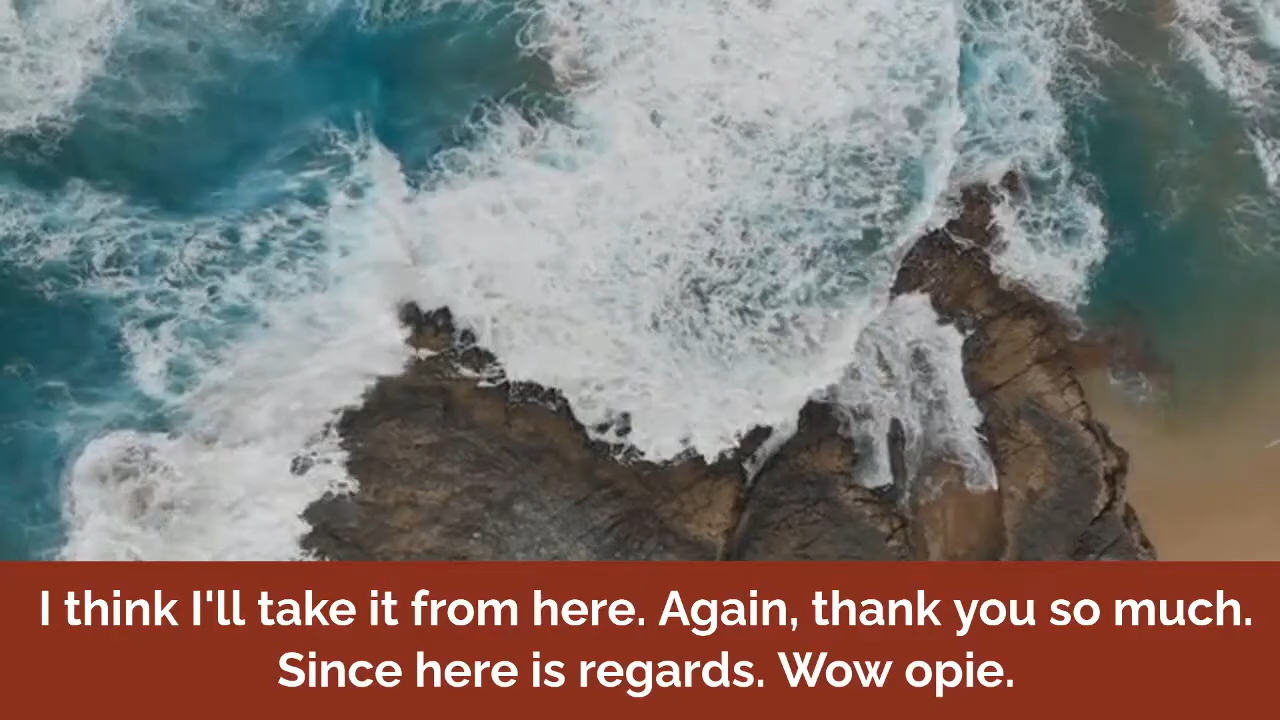 I think I'll take it from here. Again, thank you so much.
Since here is regards. Wow opie.